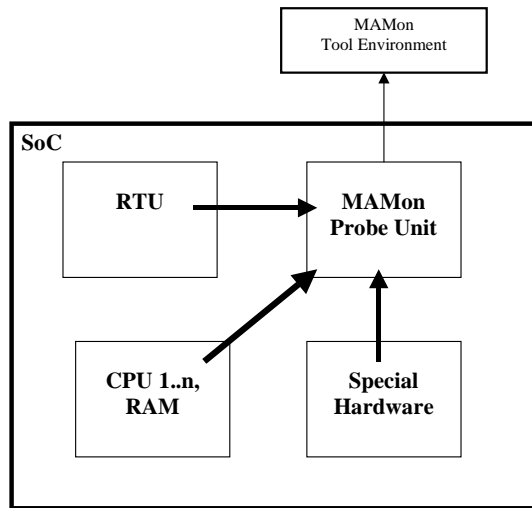 MAMon
Tool Environment
SoC
RTU
MAMon
Probe Unit
CPU 1..n,
RAM
Special
Hardware